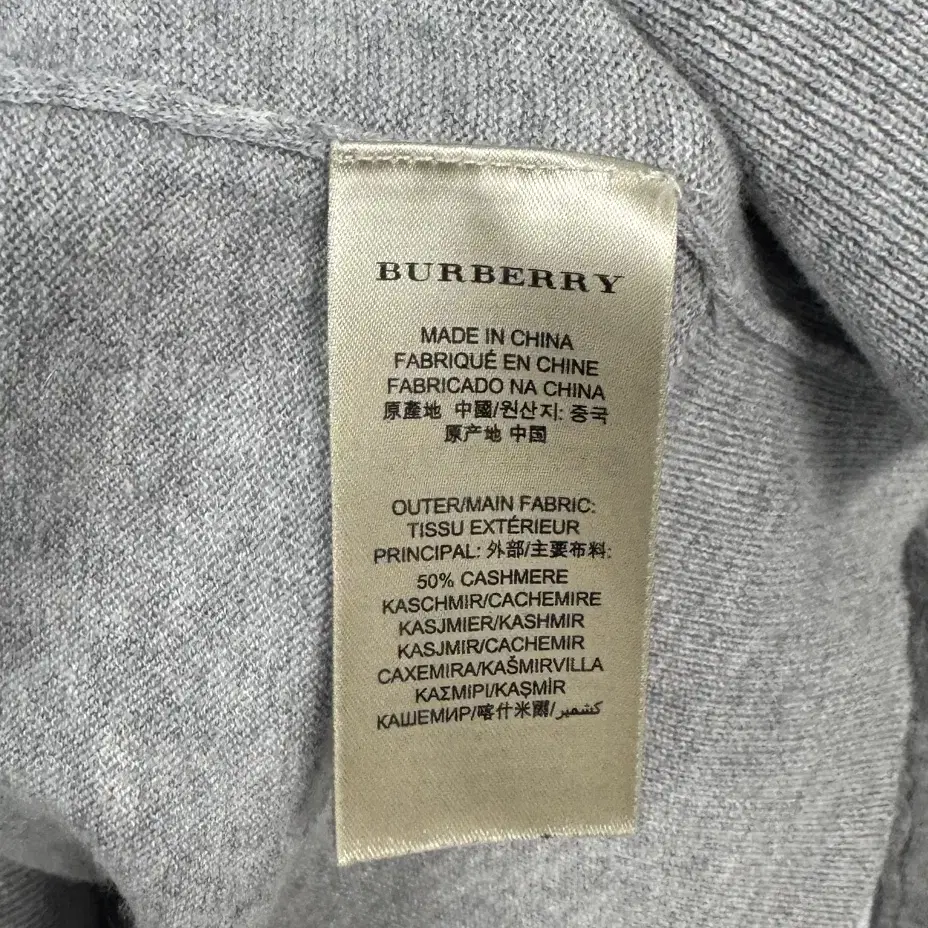 BURBERRY
MADE IN CHINA
FABRIQUÉ EN CHINE
FABRICADO NA CHINA
原產地 中國/원산지: 중국
原产地 中国
OUTER/MAIN FABRIC:
TISSU EXTÉRIEUR
PRINCIPAL: 外部/主要布料:
50% CASHMERE
KASCHMIR/CACHEMIRE
KASJMIER/KASHMIR
KASJMIR/CACHEMIR
CAXEMIRA/KAŠMIRVILLA
ΚΑΣΜΙΡΙ/KAŞMİR
КАШЕМИР/喀什米爾/كشمير